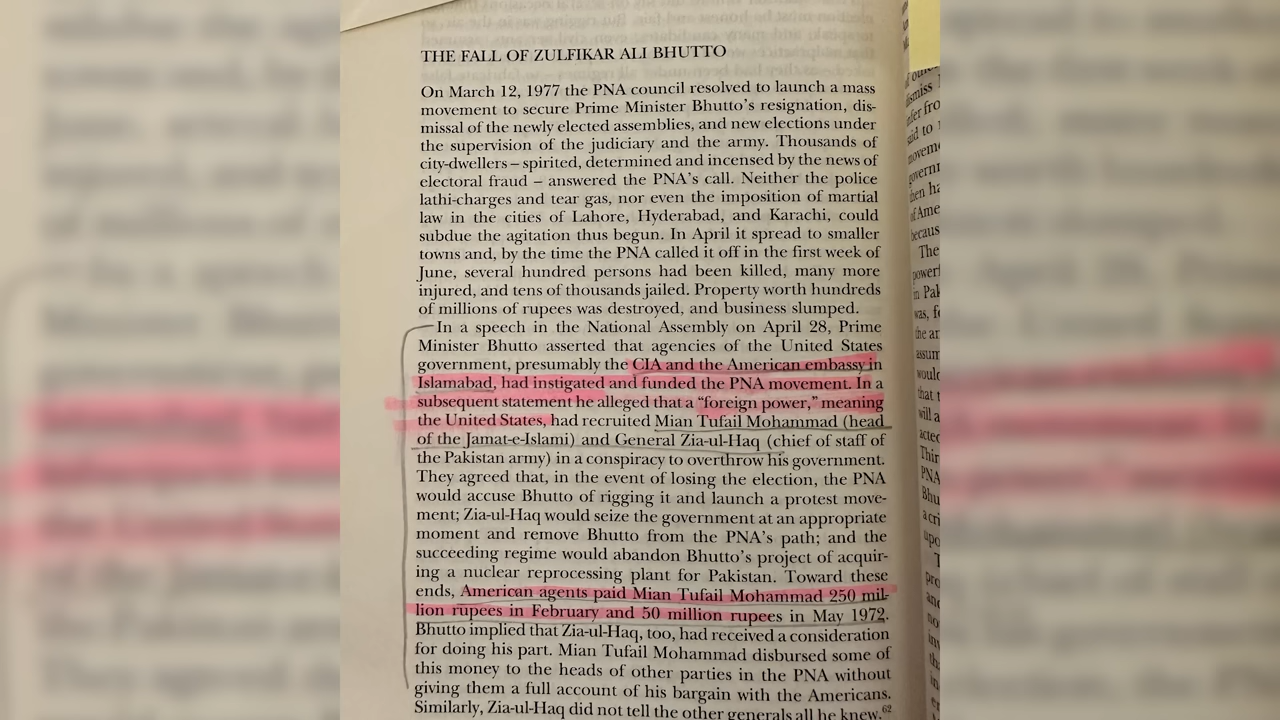 THE FALL OF ZULFIKAR ALI BHUTTO
On March 12, 1977 the PNA council resolved to launch a mass
movement to secure Prime Minister Bhutto's resignation, dis-
missal of the newly elected assemblies, and new elections under
the supervision of the judiciary and the army. Thousands of
city-dwellers – spirited, determined and incensed by the news of
electoral fraud – answered the PNA's call. Neither the police
lathi-charges and tear gas, nor even the imposition of martial
law in the cities of Lahore, Hyderabad, and Karachi, could
subdue the agitation thus begun. In April it spread to smaller
towns and, by the time the PNA called it off in the first week of
June, several hundred persons had been killed, many more
injured, and tens of thousands jailed. Property worth hundreds
of millions of rupees was destroyed, and business slumped.
In a speech in the National Assembly on April 28, Prime
Minister Bhutto asserted that agencies of the United States
government, presumably the CIA and the American embassy in
Islamabad, had instigated and funded the PNA movement. In a
subsequent statement he alleged that a "foreign power," meaning
the United States, had recruited Mian Tufail Mohammad (head
of the Jamat-e-Islami) and General Zia-ul-Haq (chief of staff of
the Pakistan army) in a conspiracy to overthrow his government.
They agreed that, in the event of losing the election, the PNA
would accuse Bhutto of rigging it and launch a protest move-
ment; Zia-ul-Haq would seize the government at an appropriate
moment and remove Bhutto from the PNA's path; and the
succeeding regime would abandon Bhutto's project of acquir-
ing a nuclear reprocessing plant for Pakistan. Toward these
ends, American agents paid Mian Tufail Mohammad 250 mil-
lion rupees in February and 50 million rupees in May 1972.
Bhutto implied that Zia-ul-Haq, too, had received a consideration
for doing his part. Mian Tufail Mohammad disbursed some of
this money to the heads of other parties in the PNA without
giving them a full account of his bargain with the Americans.
Similarly, Zia-ul-Haq did not tell the other generals all he knew.62